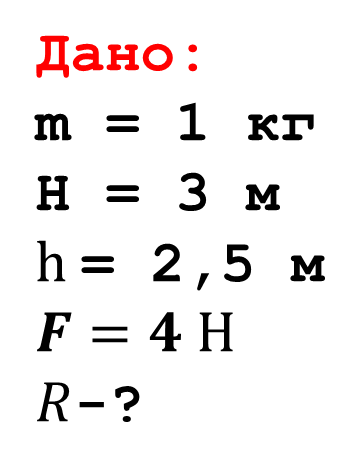 Дано:
m = 1 кг
H = 3 м
h = 2,5 м
F = 4 Н
R-?